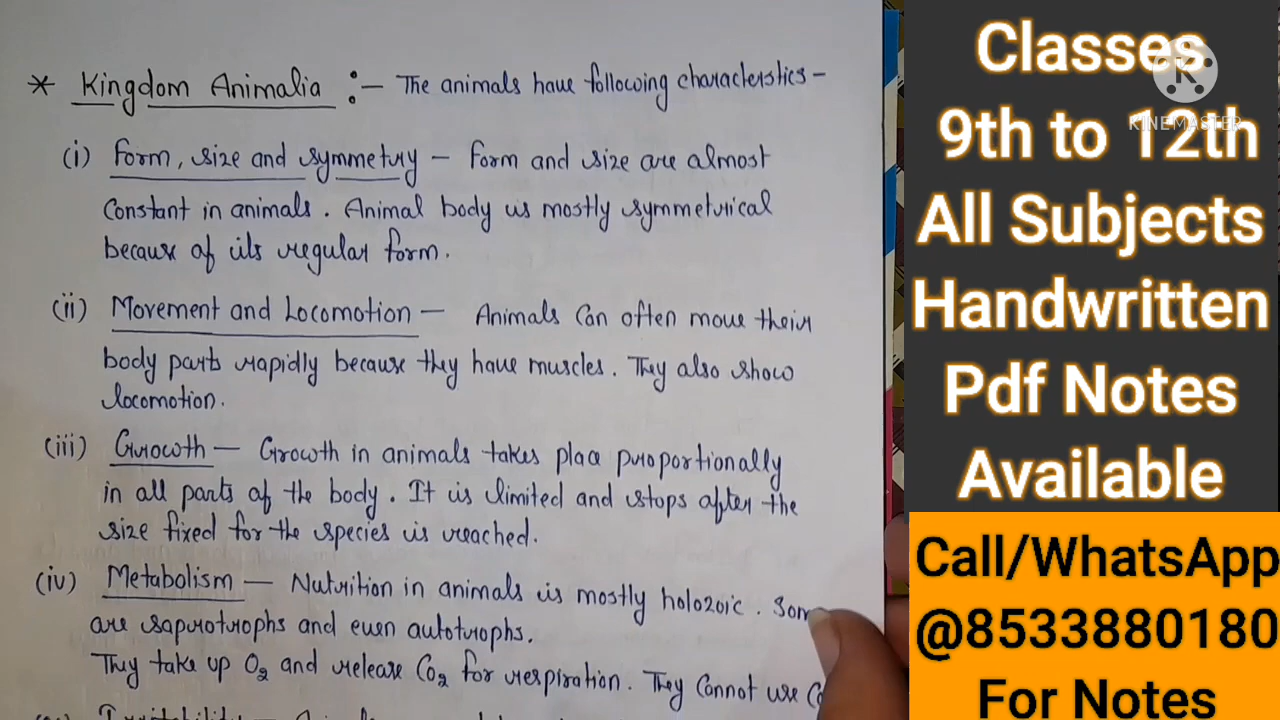 * Kingdom Animalia :- The animals have following characterstics -
(i) Form, size and symmetry - Form and size are almost
Constant in animals. Animal body is mostly symmetrical
because of its regular form.
(ii) Movement and Locomotion - Animals can often move their
body parts rapidly because they have muscles. They also show
locomotion.
(iii) Growth - Growth in animals takes place proportionally
in all parts of the body. It is limited and stops after the
size fixed for the species is reached.
(iv) Metabolism - Nutrition in animals is mostly holozoic. Som
are saprotrophs and even autotrophs.
They take up O₂ and release CO₂ for respiration. They cannot use
Irritability -
Classes
9th to 12th
All Subjects
Handwritten
Pdf Notes
Available
Call/WhatsApp
@8533880180
For Notes
K
KINEMASTER